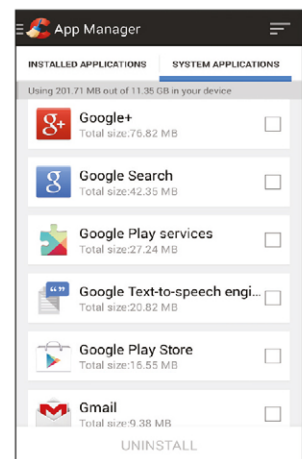 App Manager
INSTALLED APPLICATIONS SYSTEM APPLICATIONS
Using 201.71 MB out of 11.35 GB in your device
Google+
Total size:76.82 MB
Google Search
Total size:42.35 MB
Google Play services
Total size:27.24 MB
Google Text-to-speech engi...
Total size:20.82 MB
Google Play Store
Total size:16.55 MB
Gmail
Total size:9.38 MB
UNINSTALL